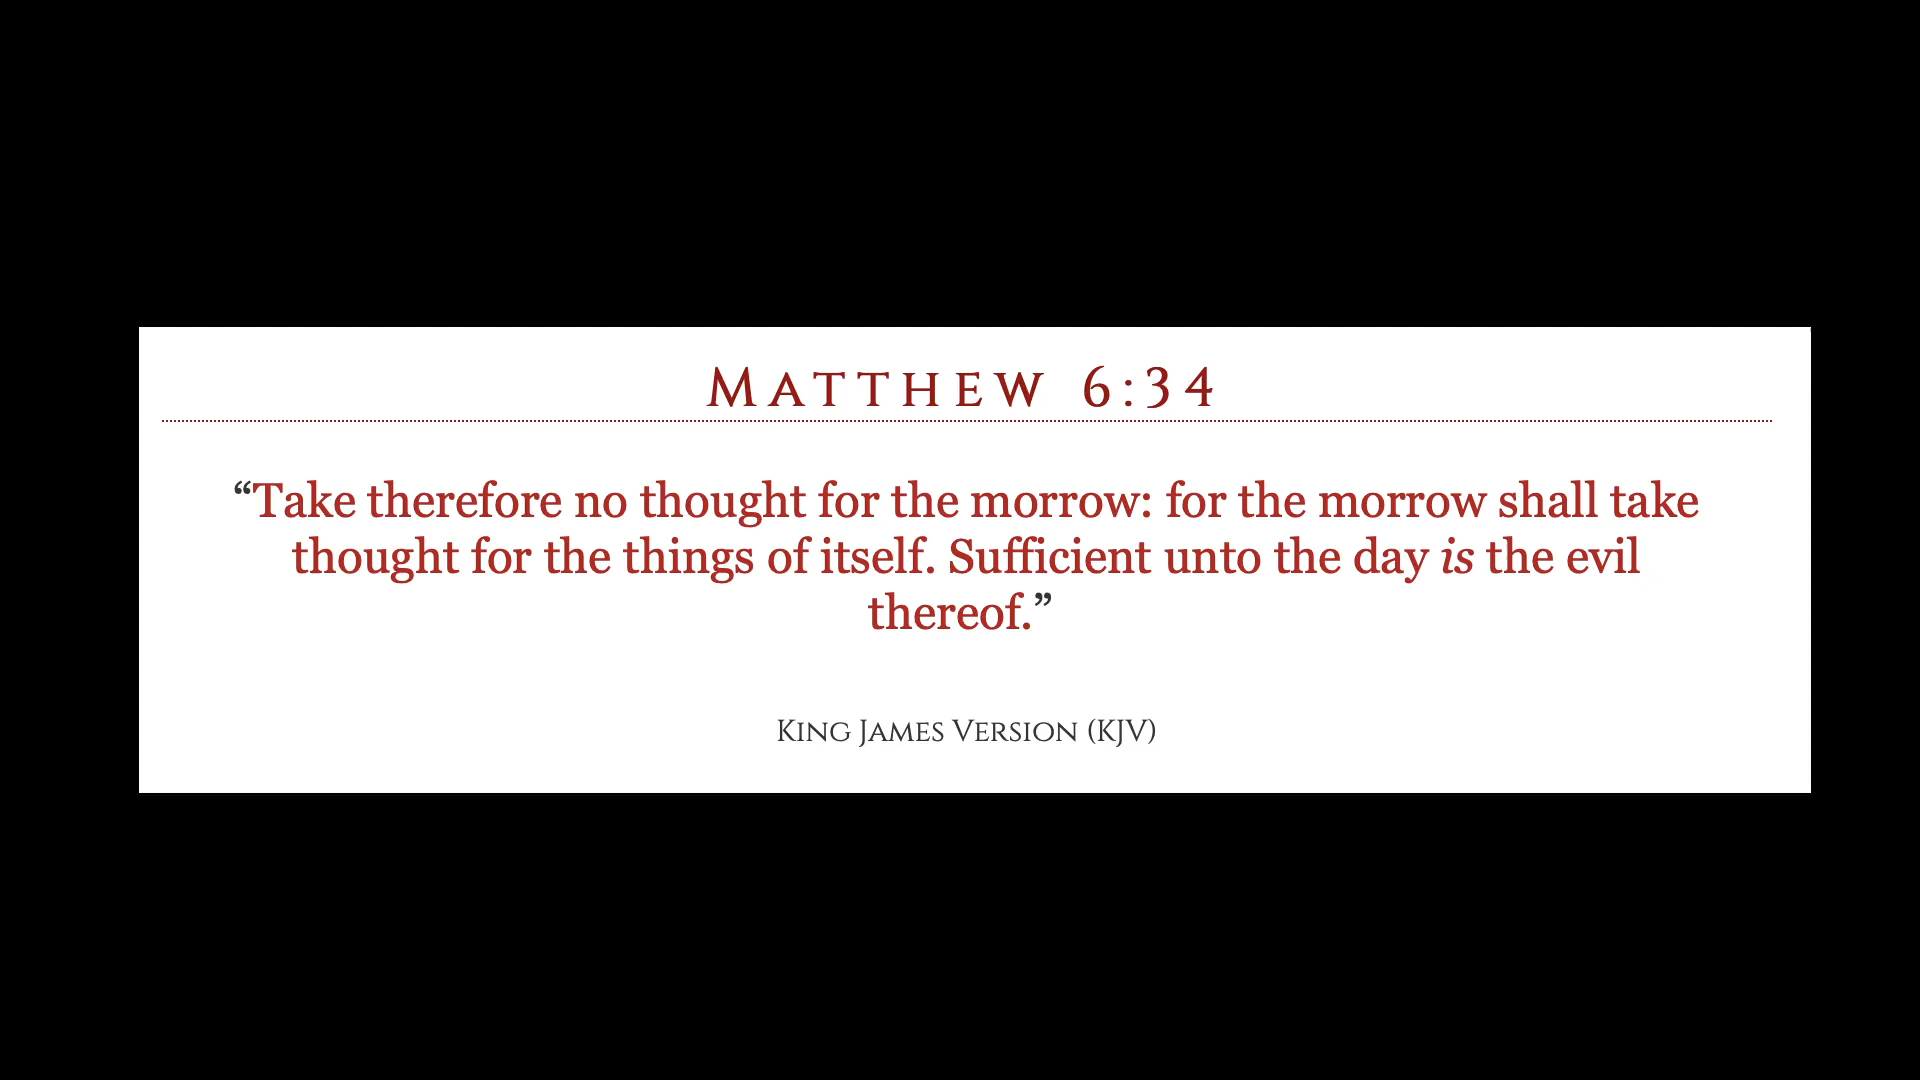 Matthew 6:34
“Take therefore no thought for the morrow: for the morrow shall take
thought for the things of itself. Sufficient unto the day is the evil
thereof.”
King James Version (KJV)